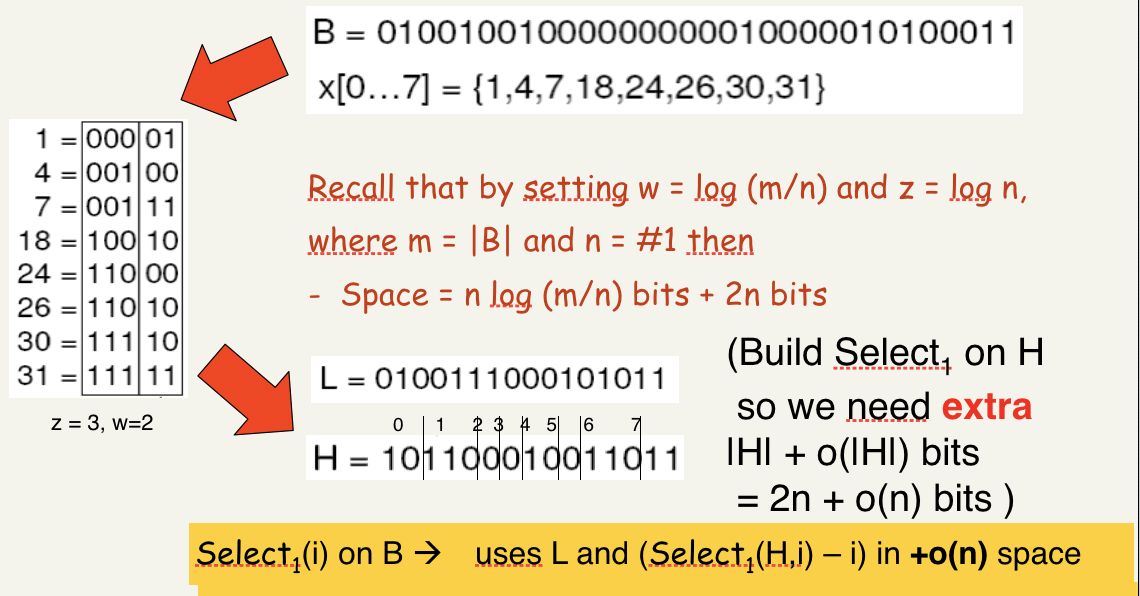 B = 01001001000000000010000010100011
x[0...7] = {1,4,7,18,24,26,30,31}
1 = 000 01
4 = 001 00
7 = 001 11
18 = 100 10
24 = 110 00
26 = 110 10
30 = 111 10
31 = 111 11
z = 3, w=2
Recall that by setting w = log (m/n) and z = log n,
where m = |B| and n = #1 then
- Space = n log (m/n) bits + 2n bits
L = 0100111000101011
0 1 2 3 4 5 6 7
H = 101100010011011
(Build Select₁ on H
so we need extra
|H| + o(|H|) bits
= 2n + o(n) bits )
Select₁(i) on B → uses L and (Select₁(H,i) – i) in +o(n) space